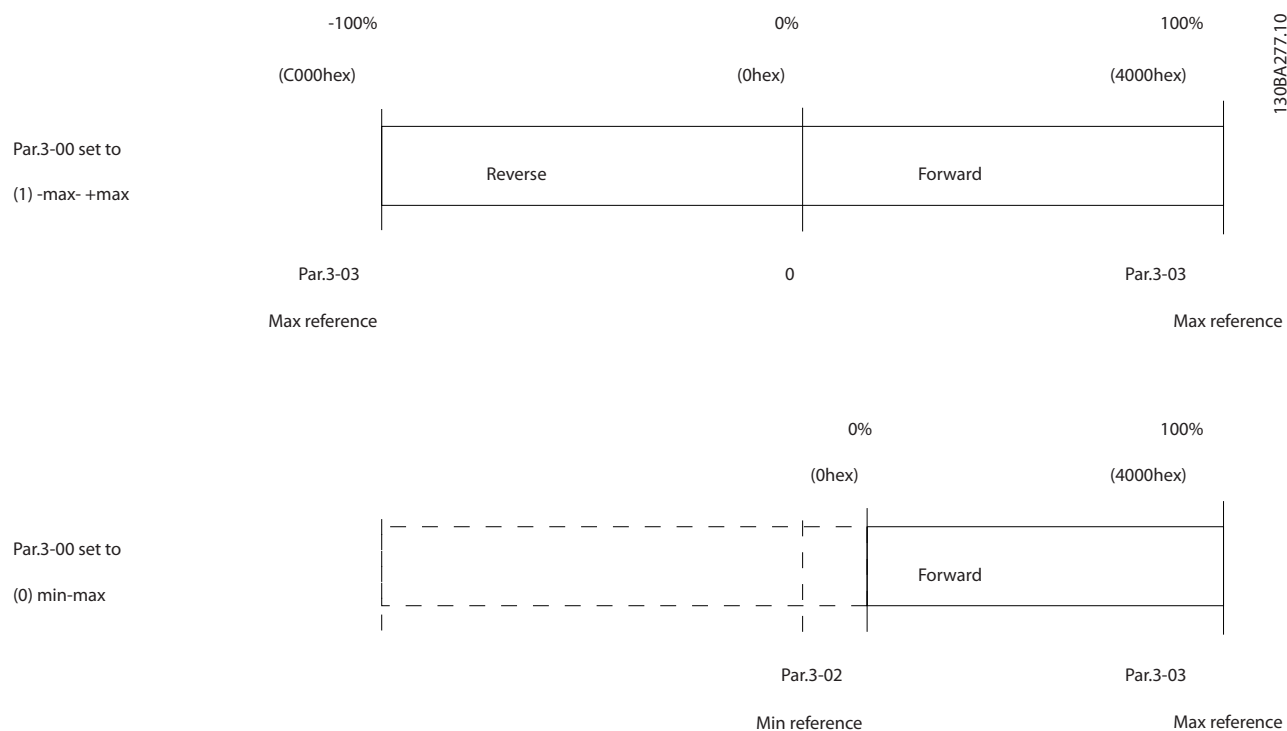 -100% 0% 100%
(C000hex) (0hex) (4000hex)
130BA277.10
Par.3-00 set to
(1) -max- +max
Reverse Forward
Par.3-03 0 Par.3-03
Max reference Max reference
0% 100%
(0hex) (4000hex)
Par.3-00 set to
(0) min-max
Forward
Par.3-02 Par.3-03
Min reference Max reference